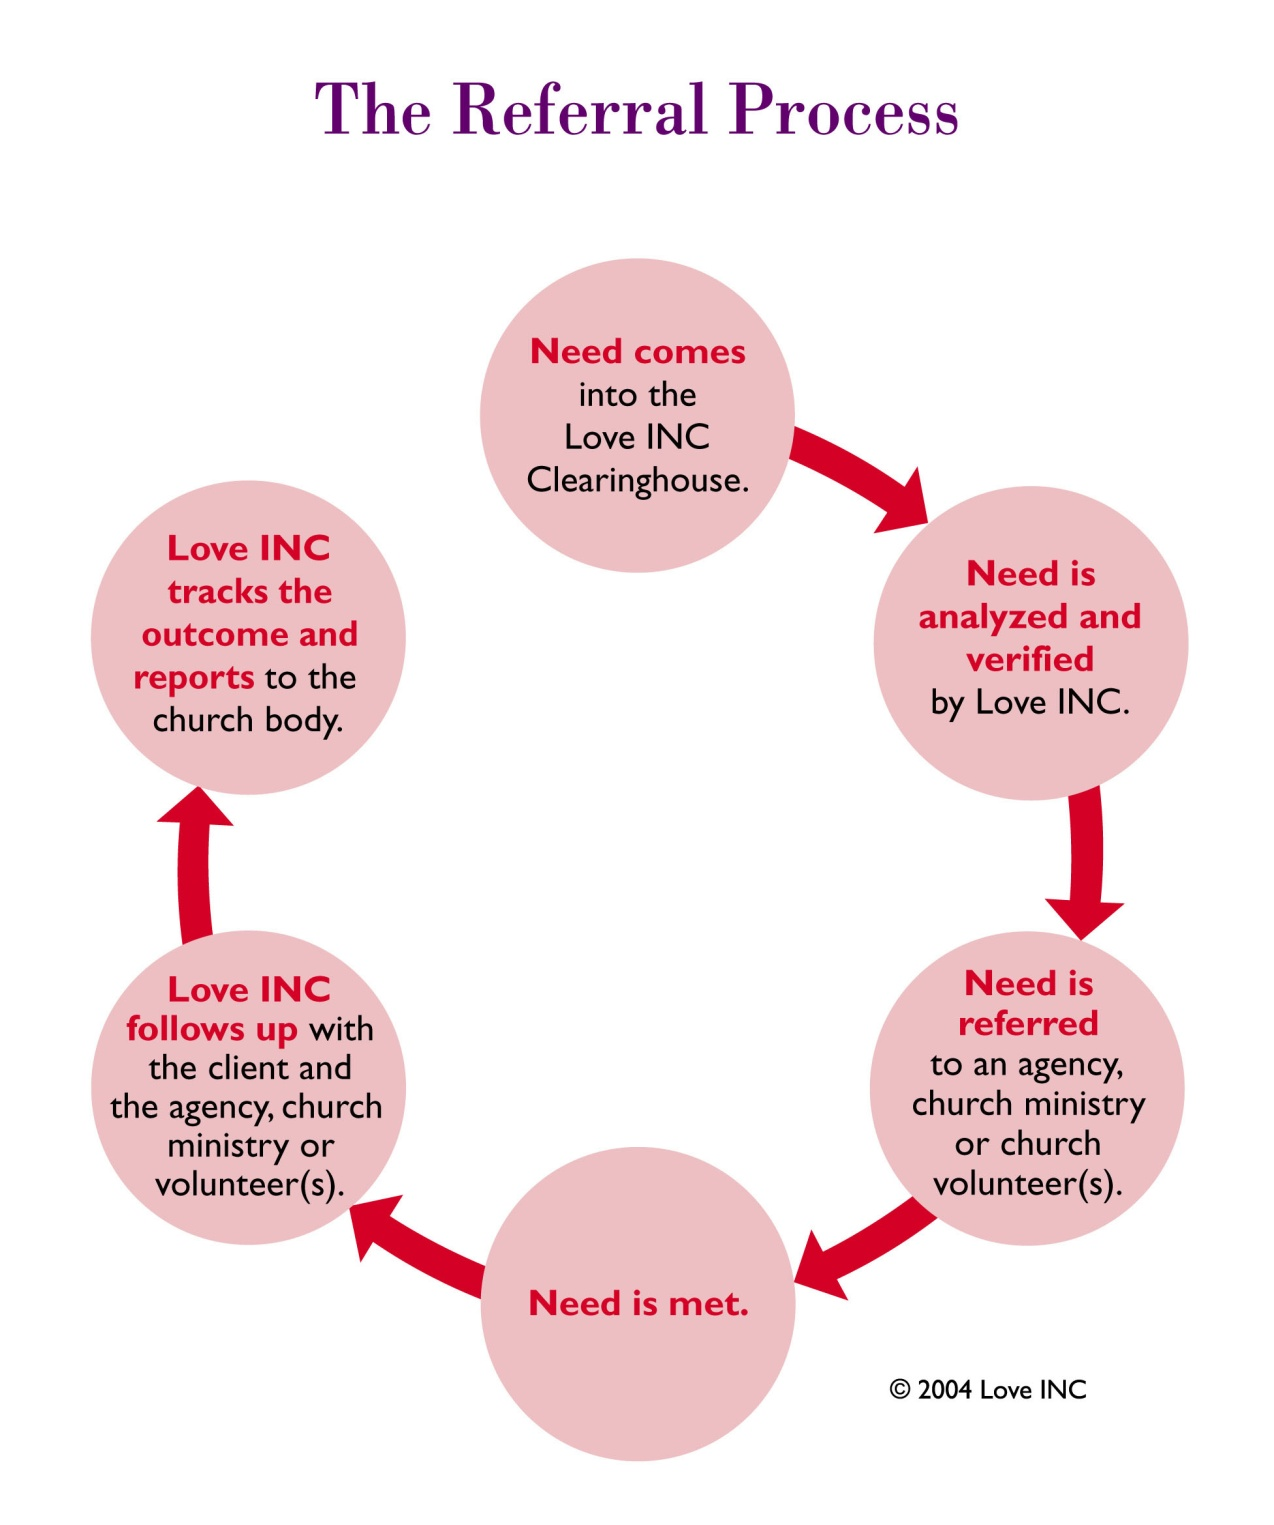 The Referral Process
Need comes
into the
Love INC
Clearinghouse.
Need is
analyzed and
verified
by Love INC.
Need is
referred
to an agency,
church ministry
or church
volunteer(s).
Need is met.
Love INC
follows up with
the client and
the agency, church
ministry or
volunteer(s).
Love INC
tracks the
outcome and
reports to the
church body.
© 2004 Love INC